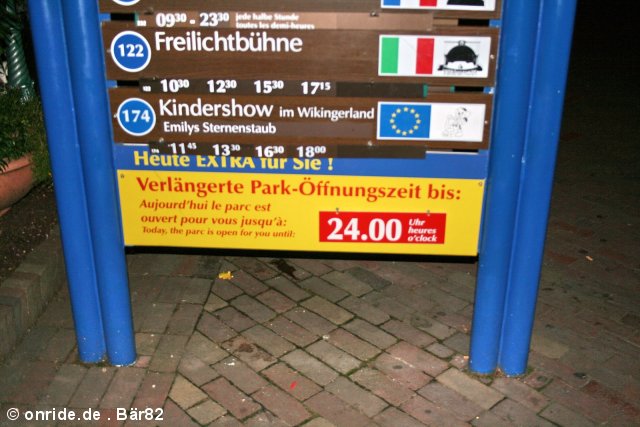 09³⁰ - 23³⁰ jede halbe Stunde
toutes les demi-heures
122 Freilichtbühne
10³⁰ 12³⁰ 15³⁰ 17¹⁵
174 Kindershow im Wikingerland
Emilys Sternenstaub
11⁴⁵ 13³⁰ 16³⁰ 18⁰⁰
Heute EXTRA für Sie !
Verlängerte Park-Öffnungszeit bis:
Aujourd'hui le parc est
ouvert pour vous jusqu'à:
Today, the parc is open for you until:
24.00 Uhr
heures
o'clock
© onride.de . Bär82